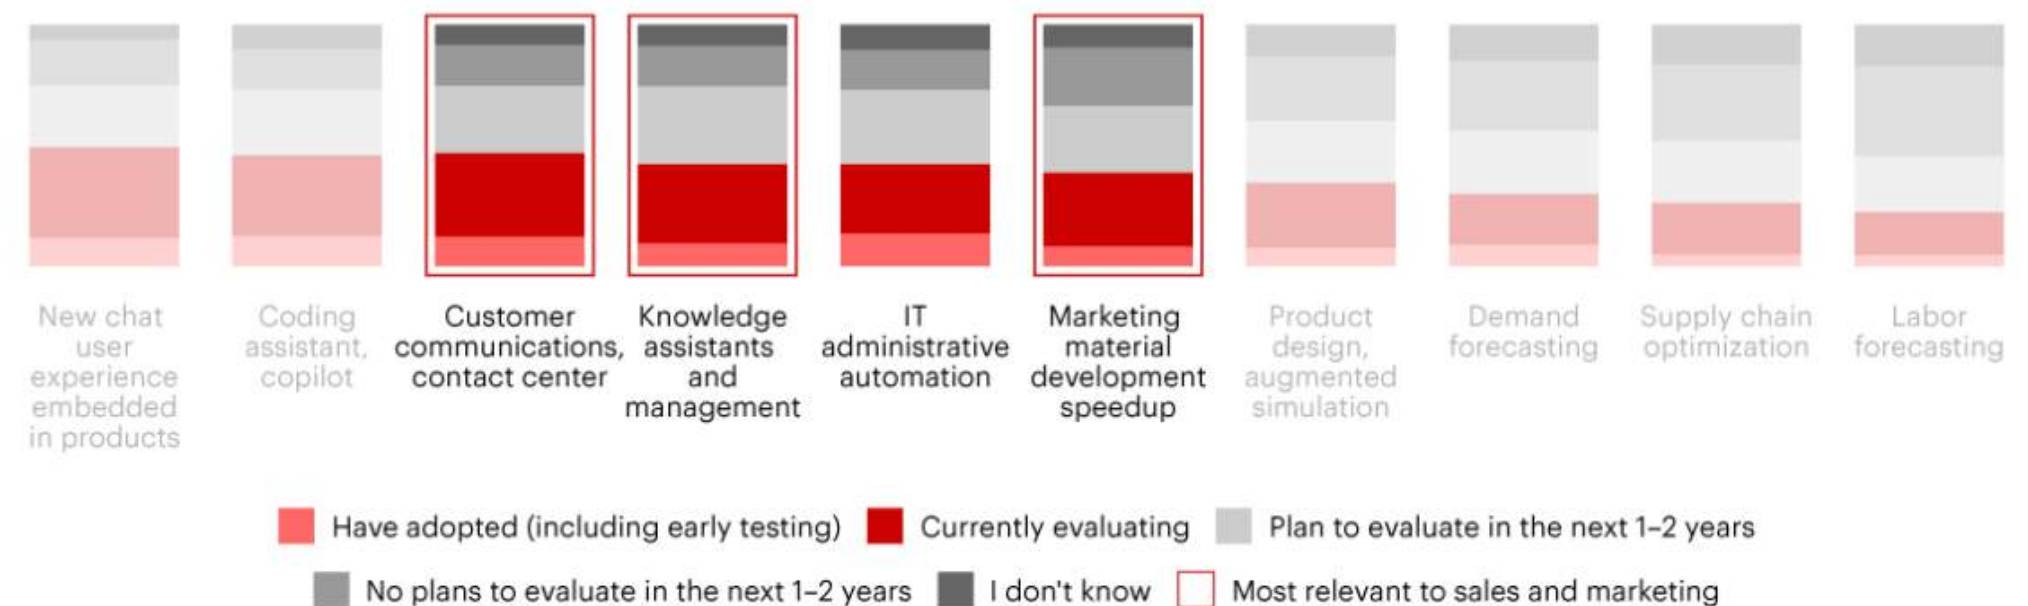 New chat
user
experience
embedded
in products
Coding
assistant,
copilot
Customer
communications,
contact center
Knowledge
assistants
and
management
IT
administrative
automation
Marketing
material
development
speedup
Product
design,
augmented
simulation
Demand
forecasting
Supply chain
optimization
Labor
forecasting
Have adopted (including early testing)
Currently evaluating
Plan to evaluate in the next 1–2 years
No plans to evaluate in the next 1–2 years
I don't know
Most relevant to sales and marketing